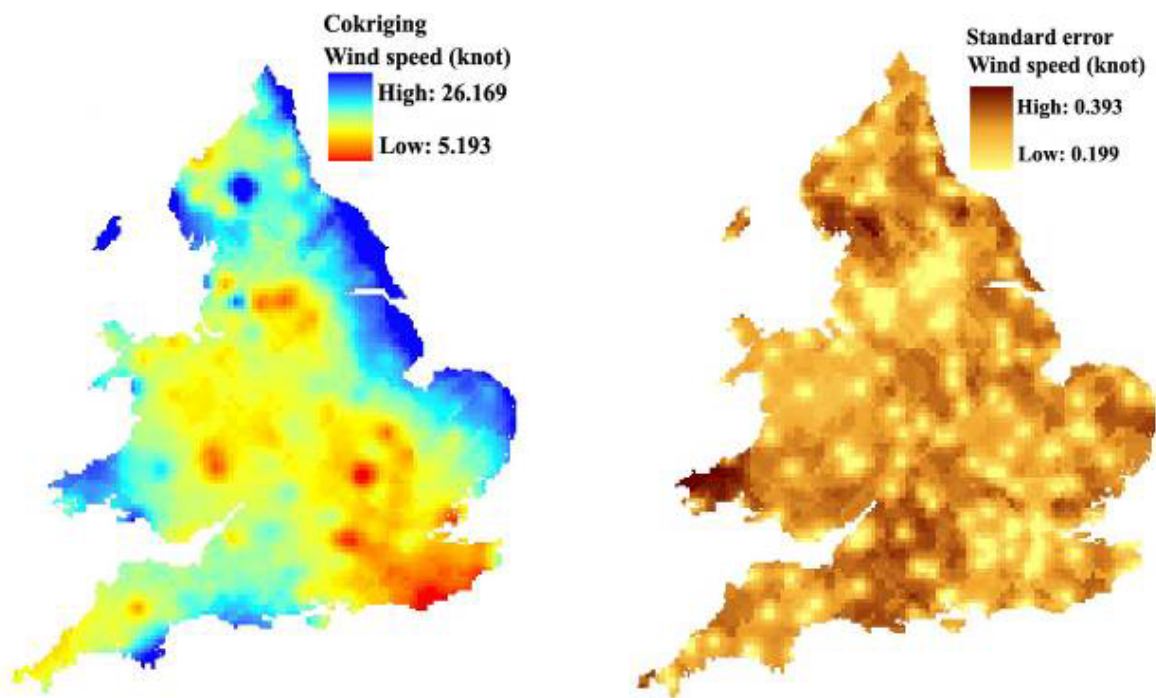 Cokriging
Wind speed (knot)
High: 26.169
Low: 5.193
Standard error
Wind speed (knot)
High: 0.393
Low: 0.199